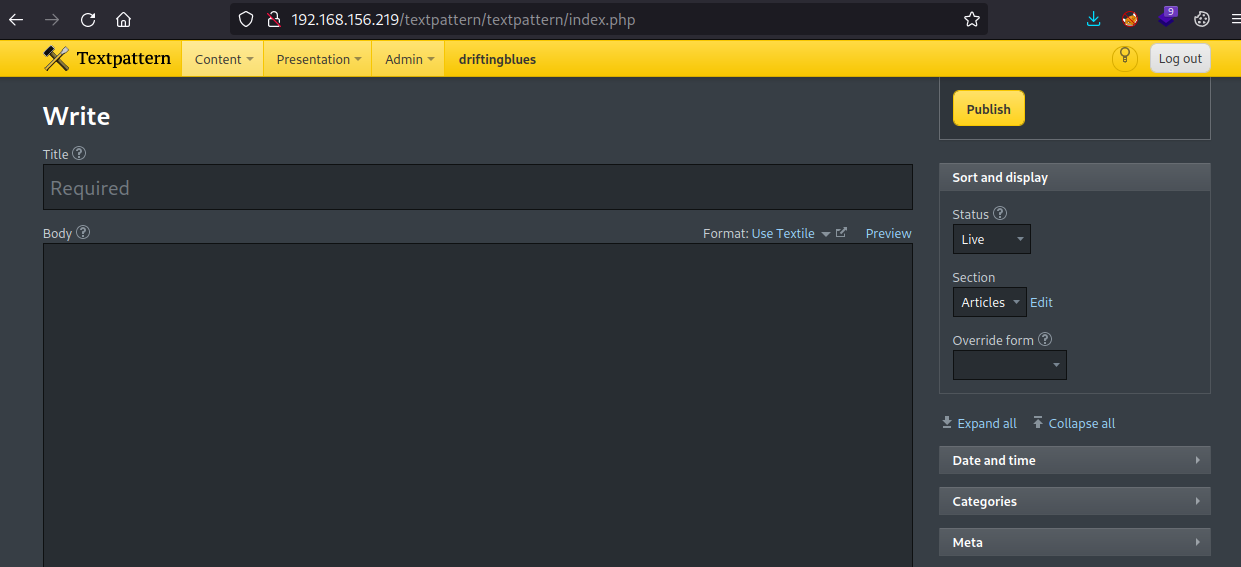 192.168.156.219/textpattern/textpattern/index.php
9
Textpattern Content Presentation Admin driftingblues Log out
Write
Title ?
Required
Body ?
Format: Use Textile Preview
Publish
Sort and display
Status ?
Live
Section
Articles Edit
Override form ?
Expand all Collapse all
Date and time
Categories
Meta